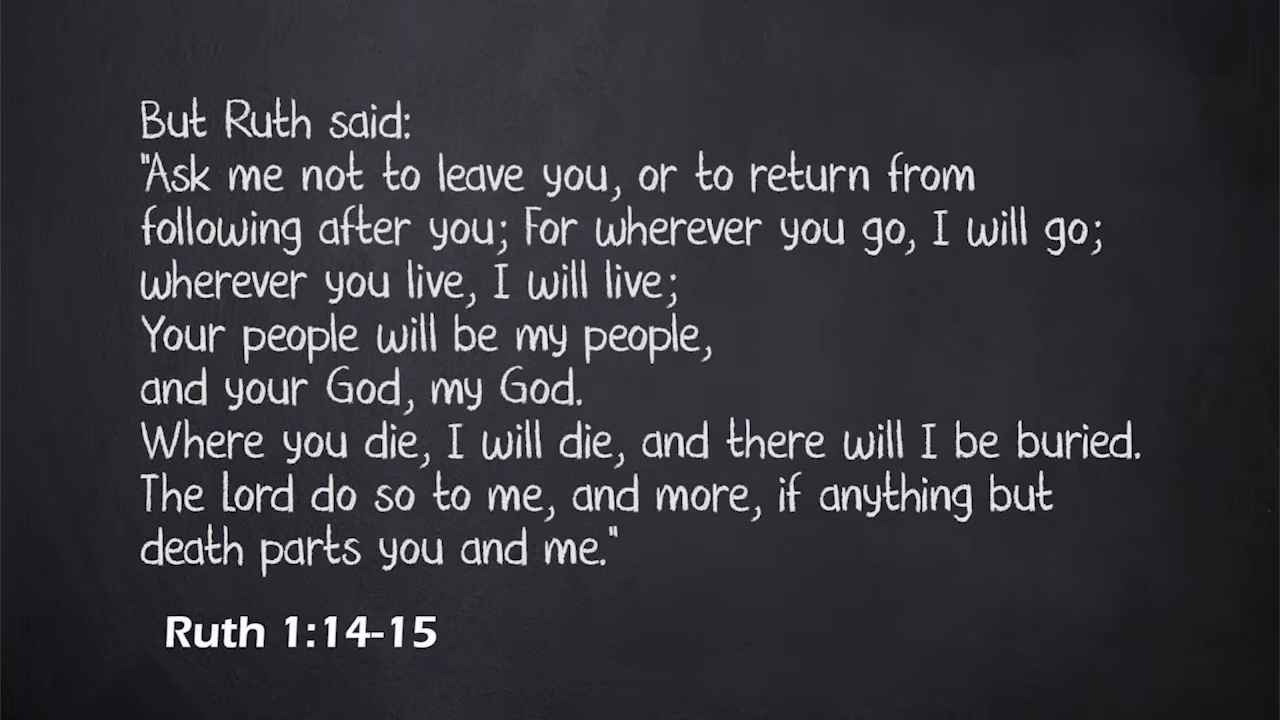 But Ruth said:
"Ask me not to leave you, or to return from
following after you; For wherever you go, I will go;
wherever you live, I will live;
Your people will be my people,
and your God, my God.
Where you die, I will die, and there will I be buried.
The Lord do so to me, and more, if anything but
death parts you and me."
Ruth 1:14-15